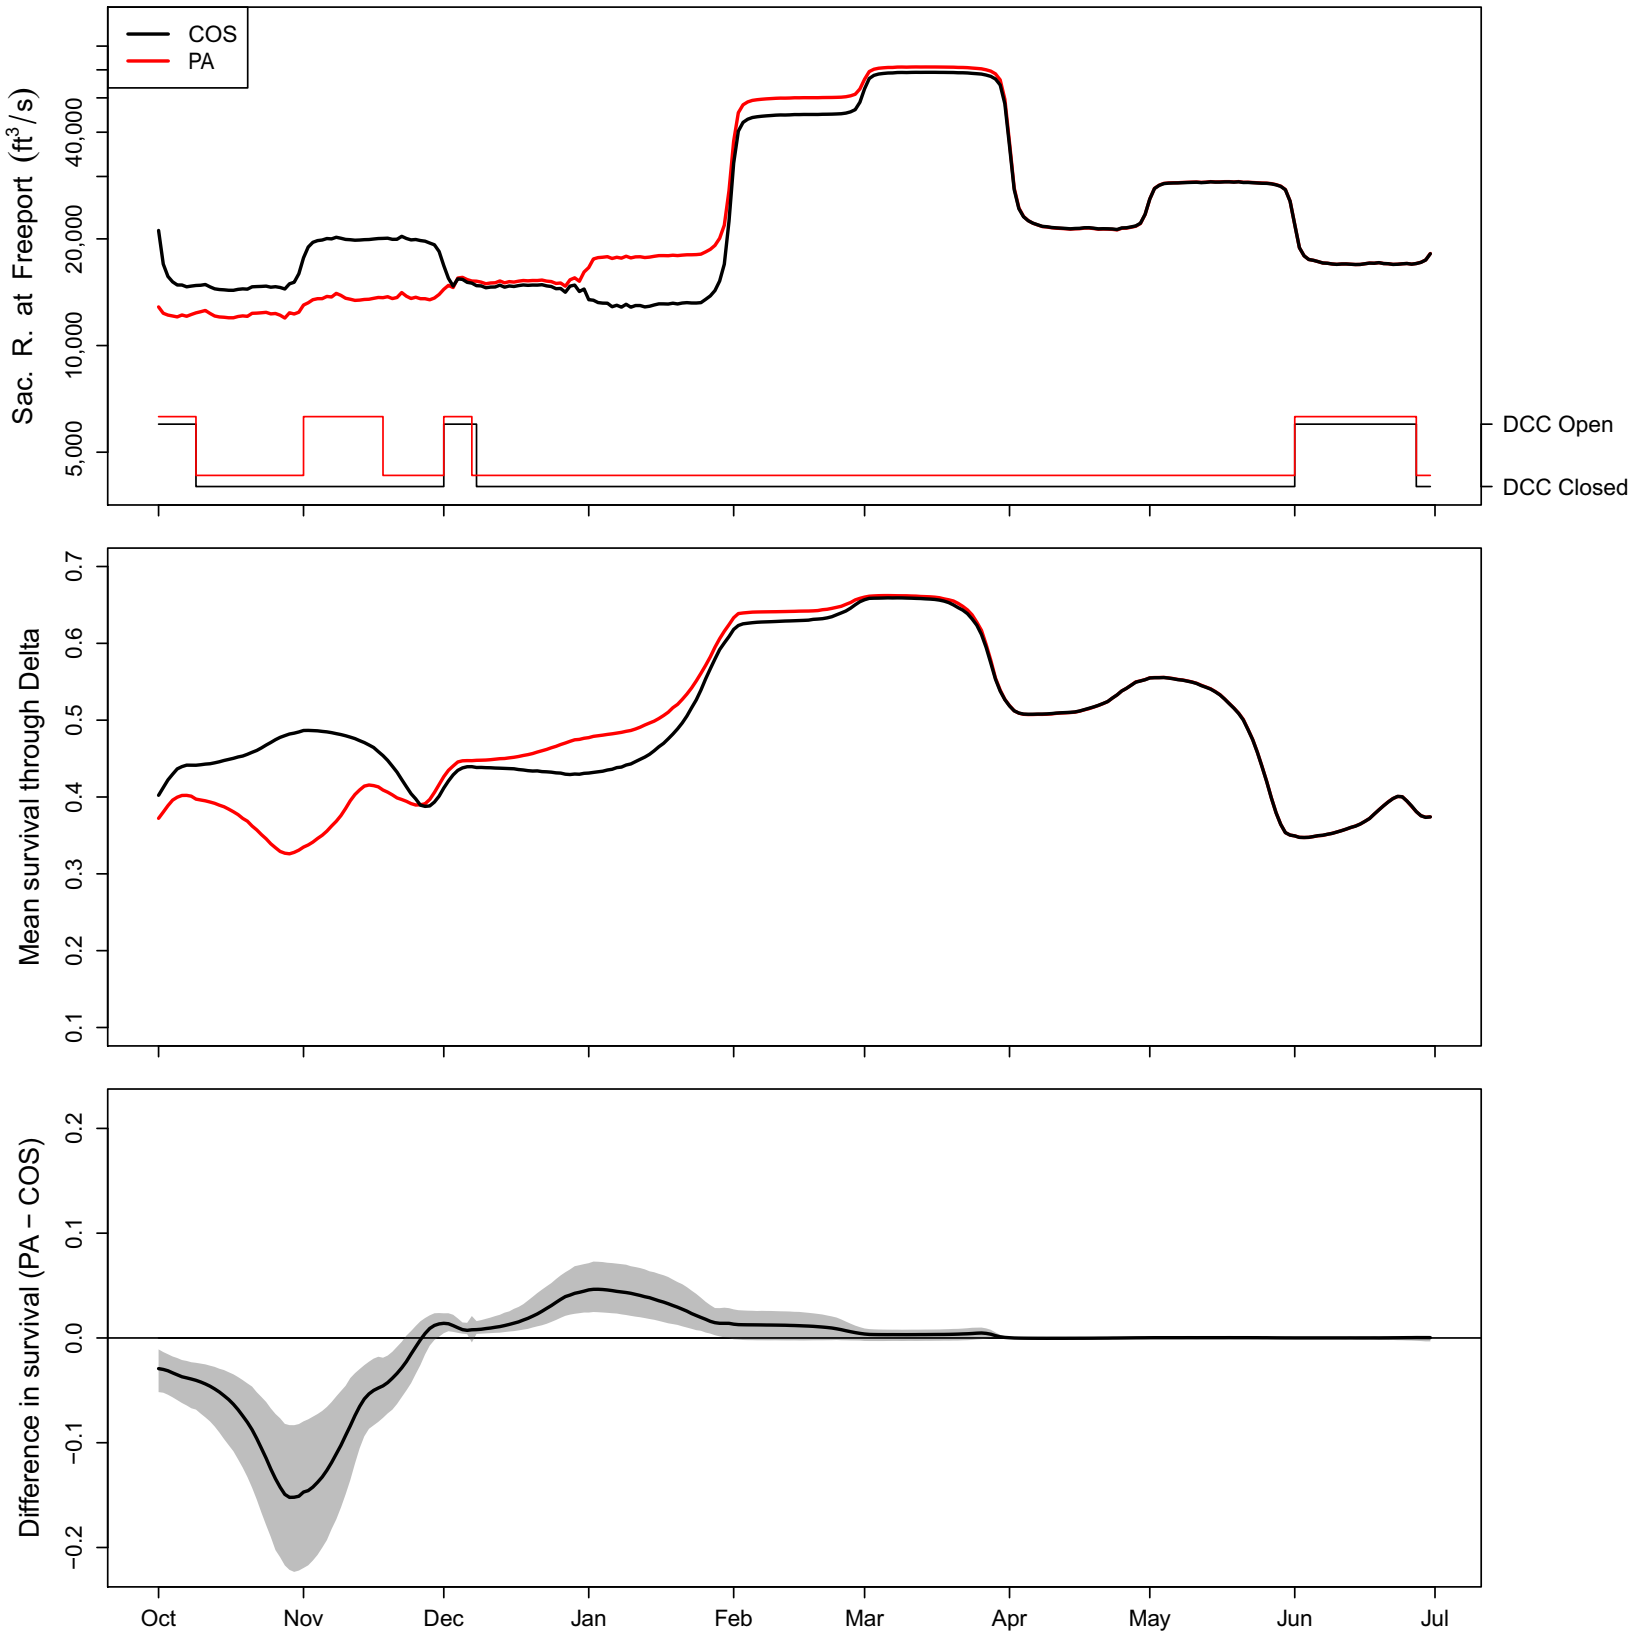 COS
PA
Sac. R. at Freeport (ft³/s)
40,000
20,000
10,000
5,000
DCC Open
DCC Closed
Mean survival through Delta
0.7
0.6
0.5
0.4
0.3
0.2
0.1
Difference in survival (PA − COS)
0.2
0.1
0.0
−0.1
−0.2
Oct Nov Dec Jan Feb Mar Apr May Jun Jul